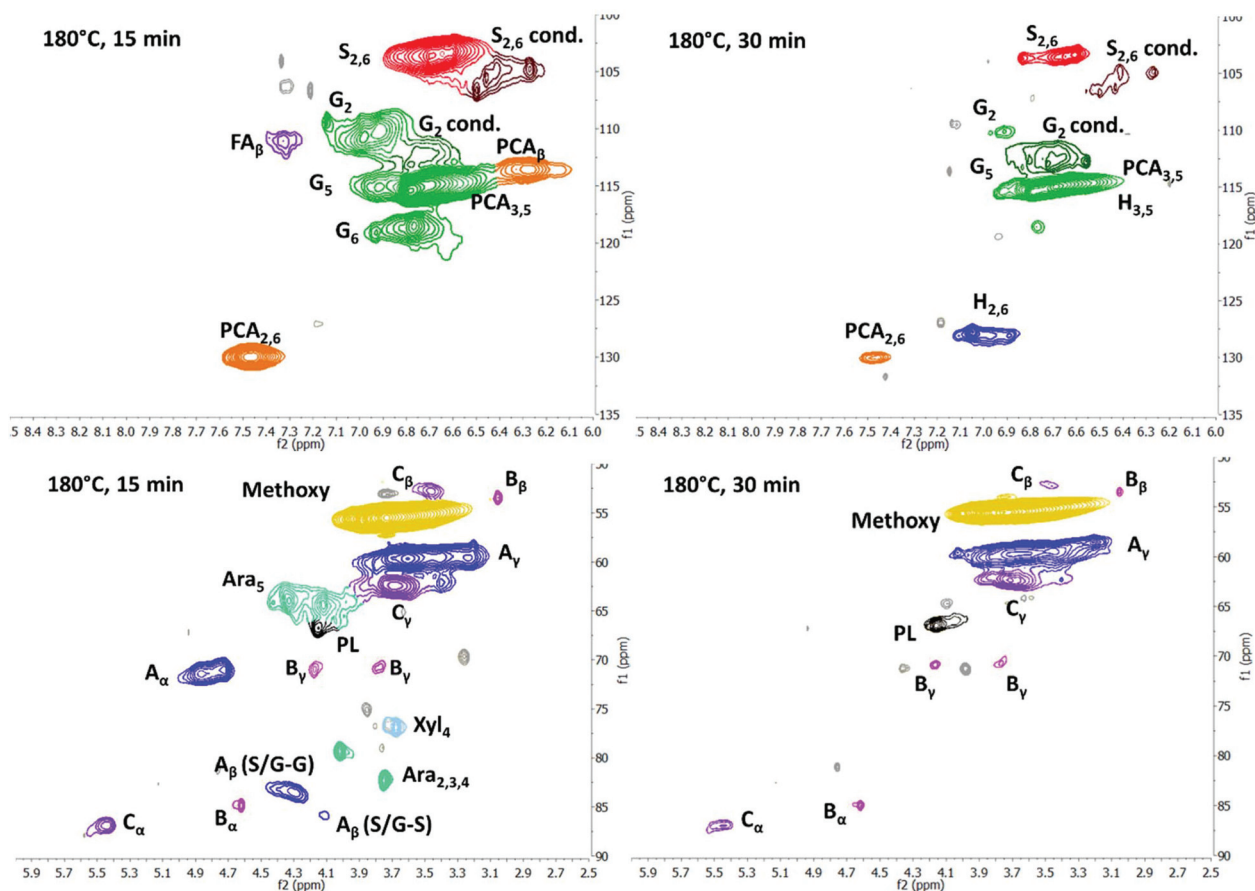 180°C, 15 min
S2,6
S2,6 cond.
G2
G2 cond.
FAβ
PCAβ
G5
PCA3,5
G6
PCA2,6
100
105
110
115
120
125
130
135
f1 (ppm)
.5 8.4 8.3 8.2 8.1 8.0 7.9 7.8 7.7 7.6 7.5 7.4 7.3 7.2 7.1 7.0 6.9 6.8 6.7 6.6 6.5 6.4 6.3 6.2 6.1 6.0
f2 (ppm)
180°C, 30 min
S2,6
S2,6 cond.
G2
G2 cond.
G5
PCA3,5
H3,5
H2,6
PCA2,6
100
105
110
115
120
125
130
135
f1 (ppm)
.5 8.4 8.3 8.2 8.1 8.0 7.9 7.8 7.7 7.6 7.5 7.4 7.3 7.2 7.1 7.0 6.9 6.8 6.7 6.6 6.5 6.4 6.3 6.2 6.1 6.0
f2 (ppm)
180°C, 15 min
Cβ
Bβ
Methoxy
Aγ
Ara5
Cγ
PL
Aα
Bγ
Bγ
Xyl4
Aβ (S/G-G)
Ara2,3,4
Cα
Bα
Aβ (S/G-S)
50
55
60
65
70
75
80
85
90
f1 (ppm)
5.9 5.7 5.5 5.3 5.1 4.9 4.7 4.5 4.3 4.1 3.9 3.7 3.5 3.3 3.1 2.9 2.7 2.5
f2 (ppm)
180°C, 30 min
Cβ
Bβ
Methoxy
Aγ
Cγ
PL
Bγ
Bγ
Bα
Cα
50
55
60
65
70
75
80
85
90
f1 (ppm)
5.9 5.7 5.5 5.3 5.1 4.9 4.7 4.5 4.3 4.1 3.9 3.7 3.5 3.3 3.1 2.9 2.7 2.5
f2 (ppm)